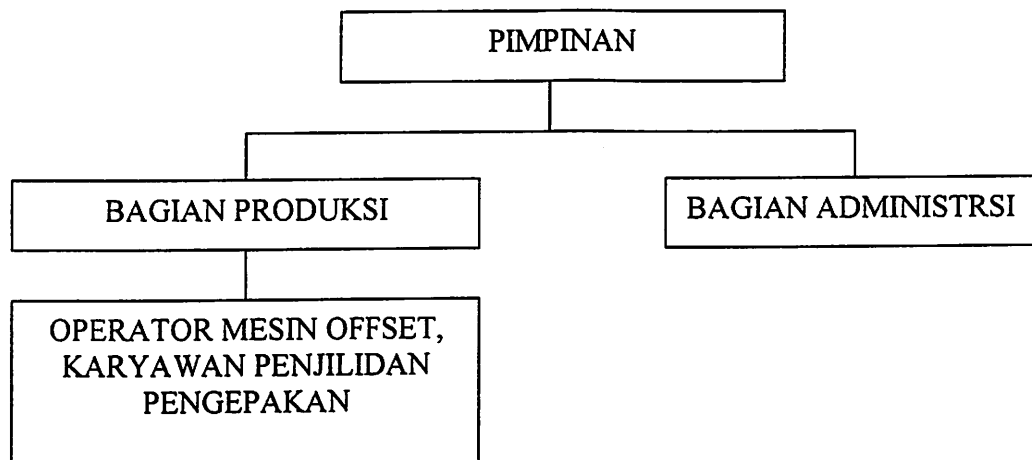 PIMPINAN
BAGIAN PRODUKSI
BAGIAN ADMINISTRSI
OPERATOR MESIN OFFSET,
KARYAWAN PENJILIDAN
PENGEPAKAN